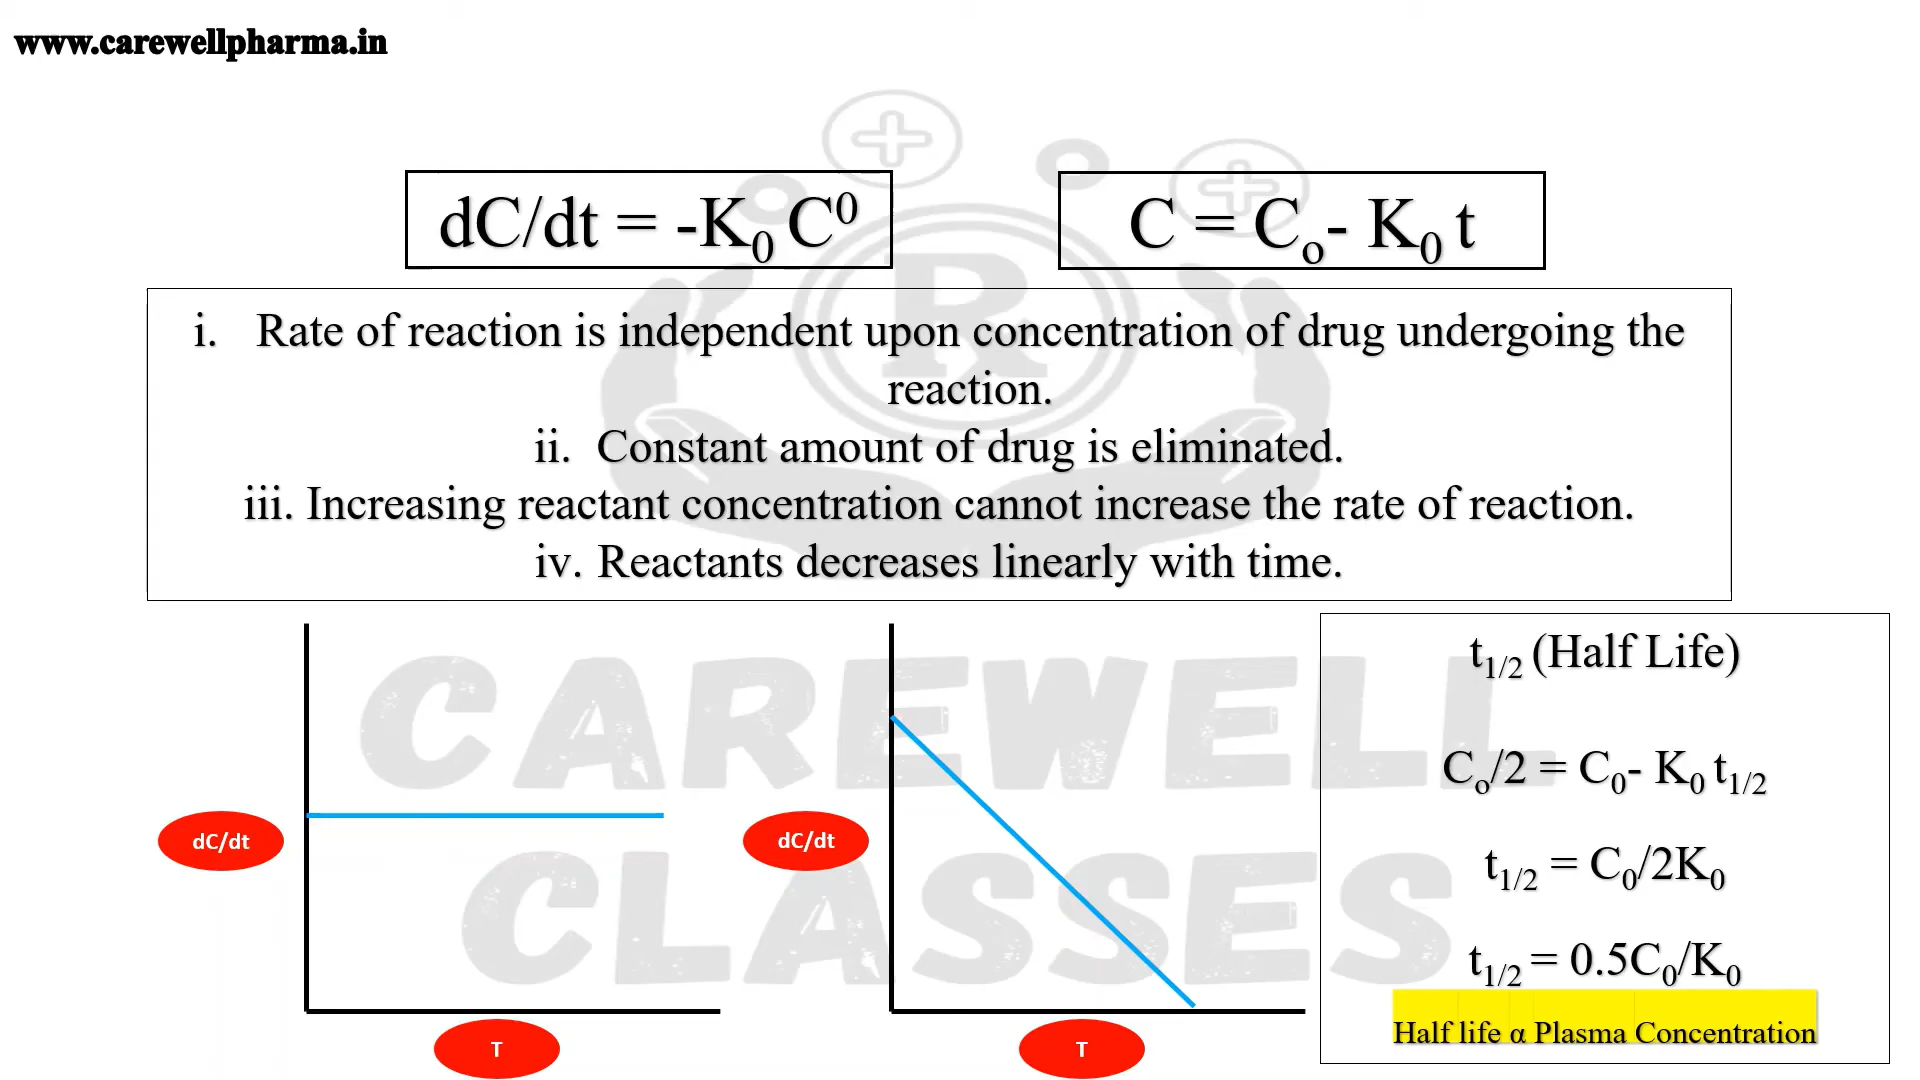 www.carewellpharma.in
dC/dt = -K₀ C⁰
C = Cₒ- K₀ t
i. Rate of reaction is independent upon concentration of drug undergoing the
reaction.
ii. Constant amount of drug is eliminated.
iii. Increasing reactant concentration cannot increase the rate of reaction.
iv. Reactants decreases linearly with time.
t1/2 (Half Life)
Cₒ/2 = C₀- K₀ t1/2
t1/2 = C₀/2K₀
t1/2 = 0.5C₀/K₀
Half life α Plasma Concentration
dC/dt
T
dC/dt
T
R
CAREWELL
CLASSES